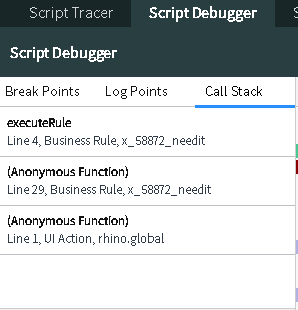 Script Tracer
Script Debugger
S
Script Debugger
Break Points
Log Points
Call Stack
executeRule
Line 4, Business Rule, x_58872_needit
(Anonymous Function)
Line 29, Business Rule, x_58872_needit
(Anonymous Function)
Line 1, UI Action, rhino.global